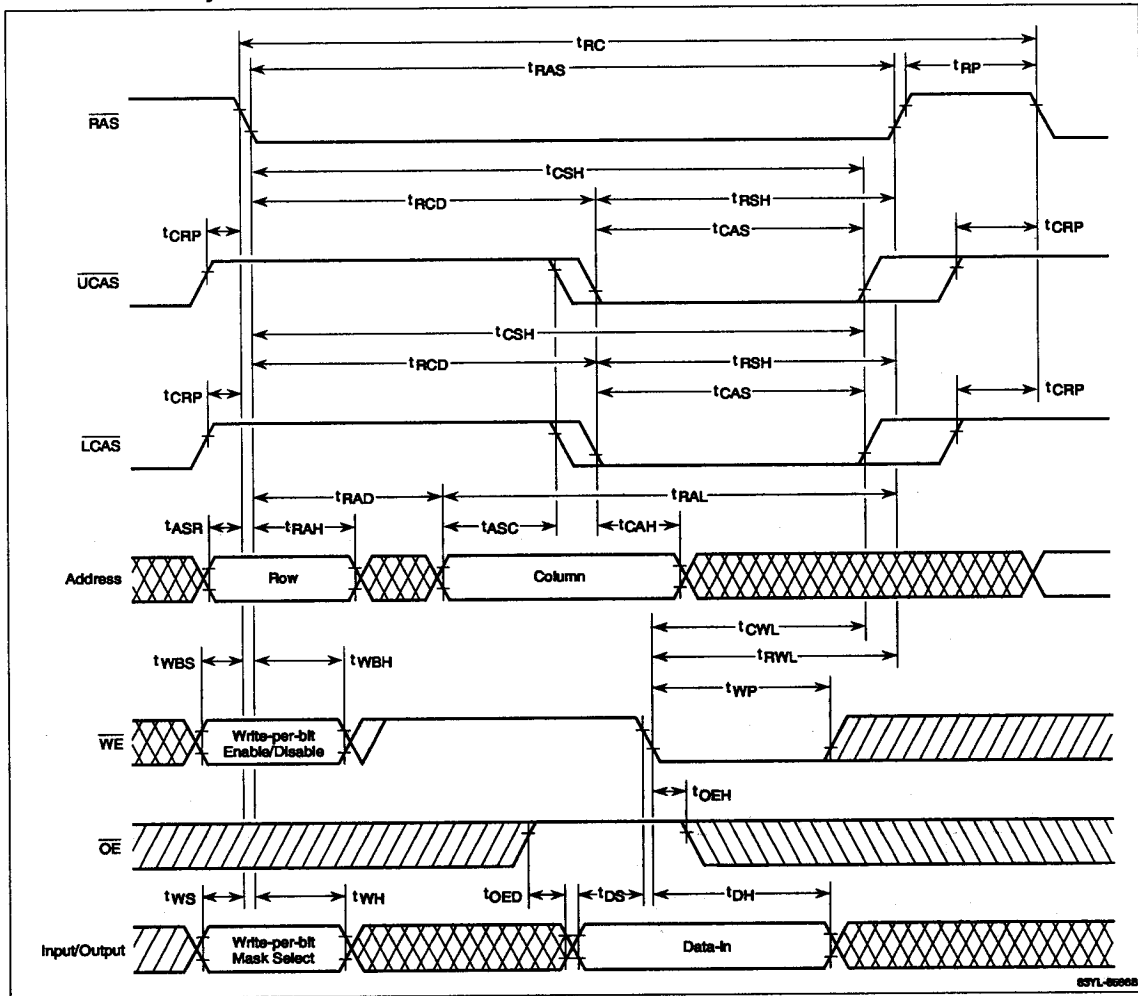 tRC
tRAS
tRP
RAS
tCSH
tRCD
tRSH
tCRP
tCAS
tCRP
UCAS
tCSH
tRCD
tRSH
tCRP
tCAS
tCRP
LCAS
tRAD
tRAL
tASR
tRAH
tASC
tCAH
Address
Row
Column
tCWL
tWBS
tWBH
tRWL
tWP
WE
Write-per-bit
Enable/Disable
tOEH
OE
tWS
tWH
tOED
tDS
tDH
Input/Output
Write-per-bit
Mask Select
Data-in